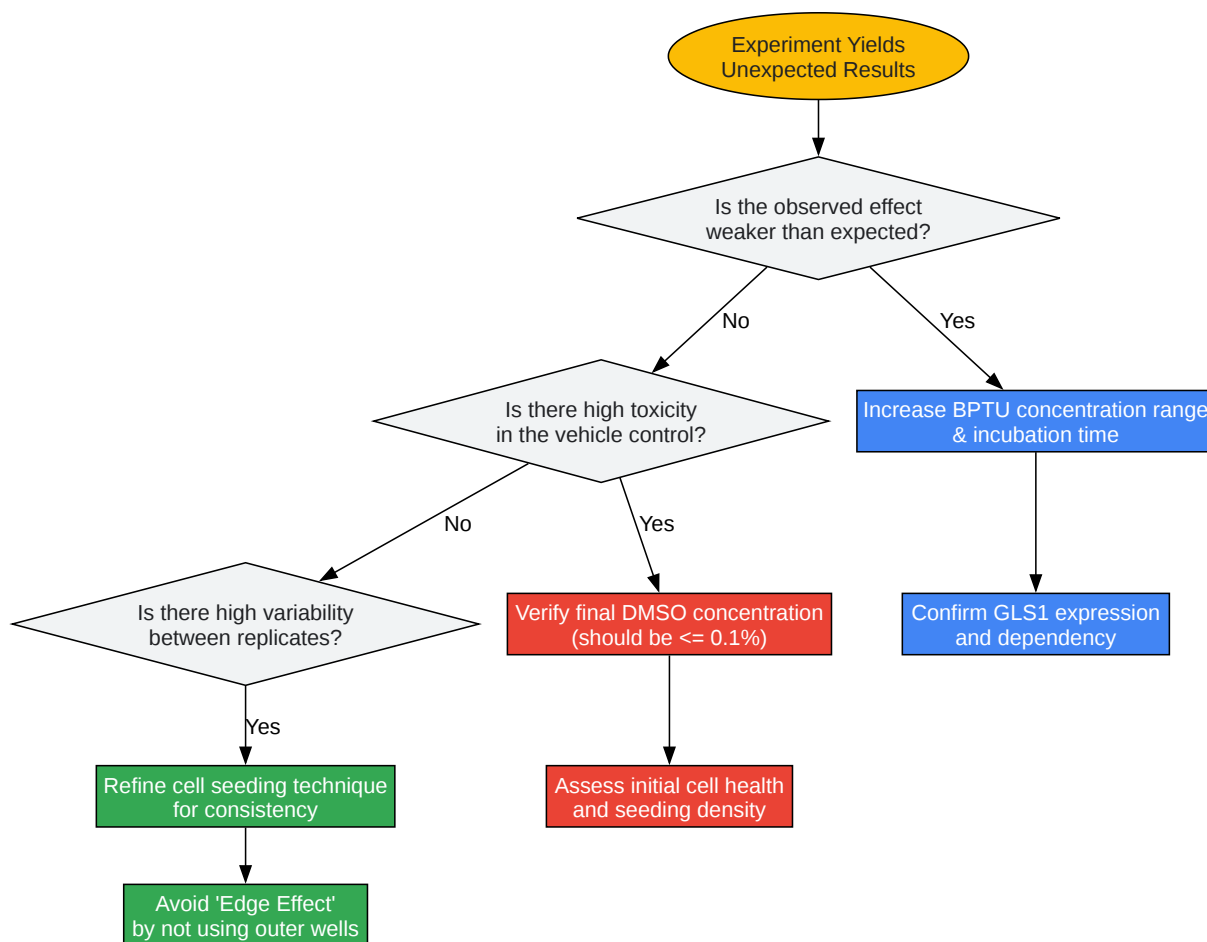 Experiment Yields
Unexpected Results
Is the observed effect
weaker than expected?
No
Yes
Is there high toxicity
in the vehicle control?
Increase BPTU concentration range
& incubation time
No
Yes
Is there high variability
between replicates?
Verify final DMSO concentration
(should be <= 0.1%)
Confirm GLS1 expression
and dependency
Yes
Refine cell seeding technique
for consistency
Assess initial cell health
and seeding density
Avoid 'Edge Effect'
by not using outer wells